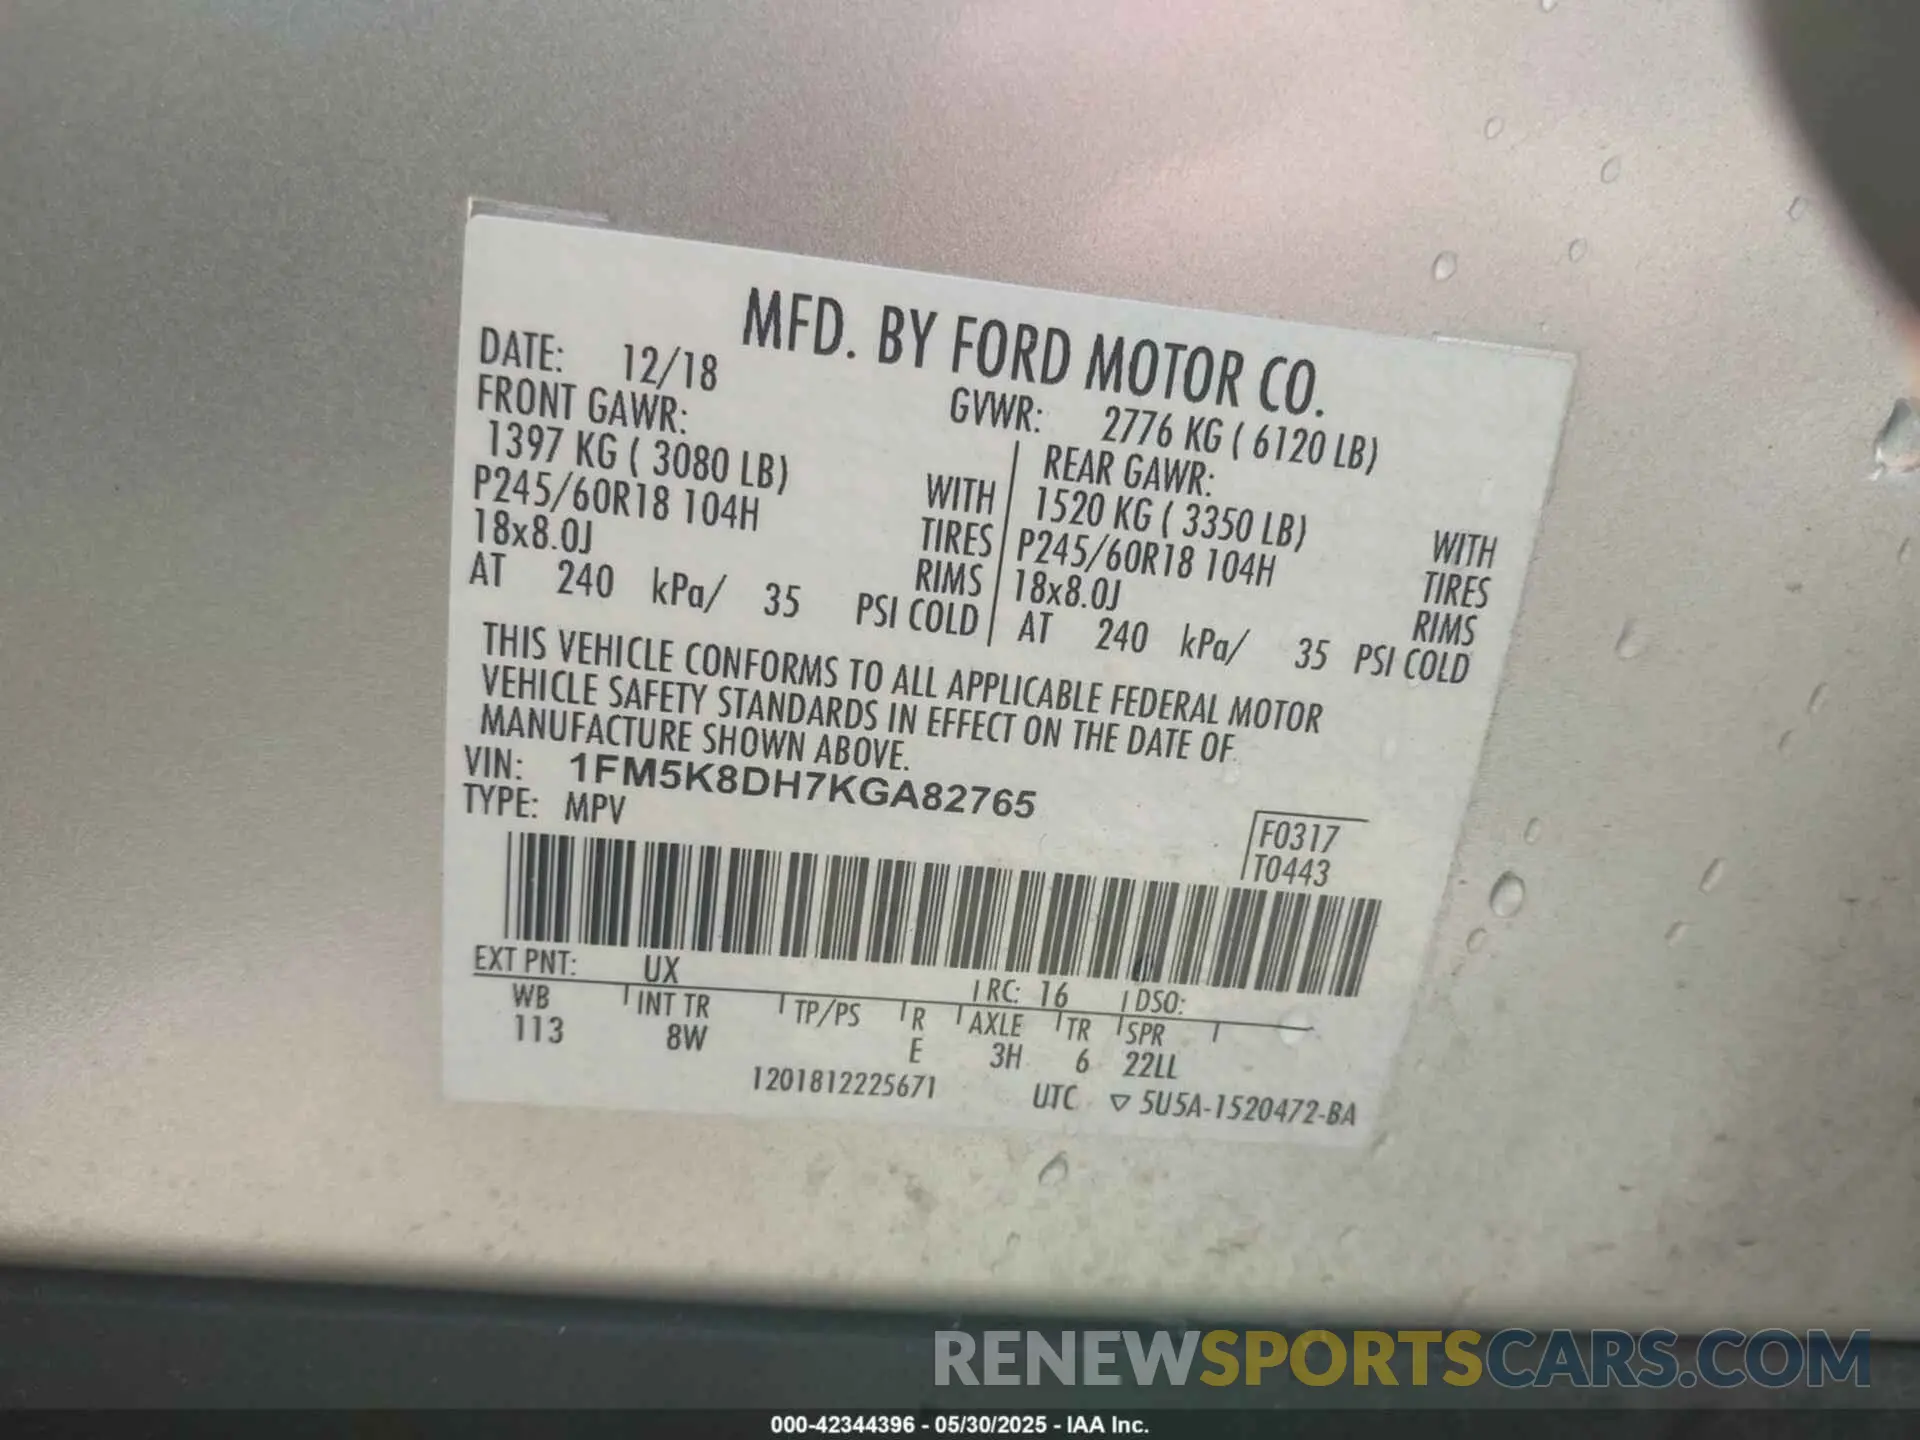 MFD. BY FORD MOTOR CO.
DATE: 12/18 GVWR: 2776 KG ( 6120 LB)
FRONT GAWR: REAR GAWR:
1397 KG ( 3080 LB) WITH 1520 KG ( 3350 LB) WITH
P245/60R18 104H TIRES P245/60R18 104H TIRES
18x8.0J RIMS 18x8.0J RIMS
AT 240 kPa/ 35 PSI COLD AT 240 kPa/ 35 PSI COLD
THIS VEHICLE CONFORMS TO ALL APPLICABLE FEDERAL MOTOR
VEHICLE SAFETY STANDARDS IN EFFECT ON THE DATE OF
MANUFACTURE SHOWN ABOVE.
VIN: 1FM5K8DH7KGA82765
TYPE: MPV
F0317
T0443
EXT PNT: UX RC: 16 DSO:
WB INT TR TP/PS R AXLE TR SPR
113 8W E 3H 6 22LL
1201812225671 UTC ▽ 5U5A-1520472-BA
RENEWSPORTSCARS.COM
000-42344396 - 05/30/2025 - IAA Inc.